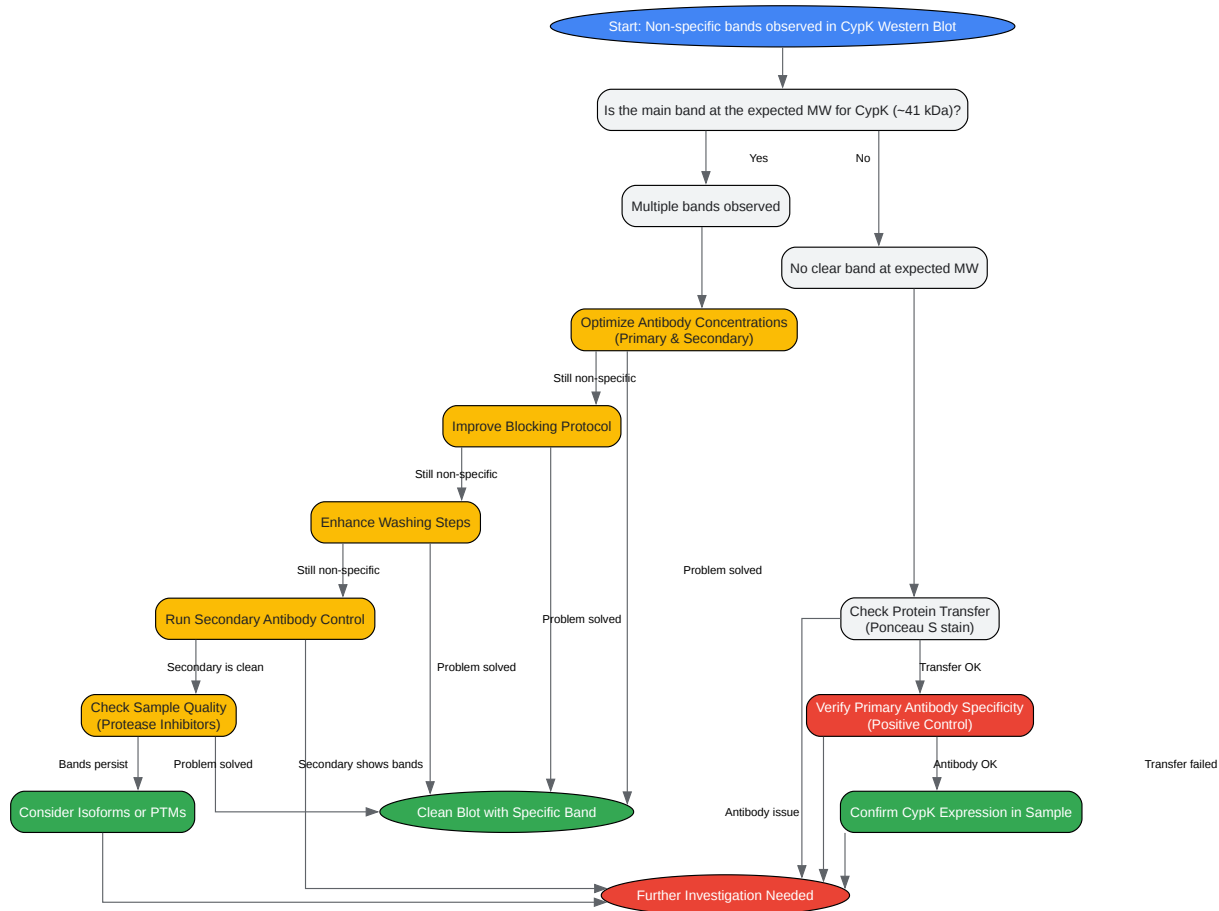 Start: Non-specific bands observed in CypK Western Blot
Is the main band at the expected MW for CypK (~41 kDa)?
Yes
No
Multiple bands observed
No clear band at expected MW
Optimize Antibody Concentrations
(Primary & Secondary)
Still non-specific
Improve Blocking Protocol
Still non-specific
Enhance Washing Steps
Still non-specific
Problem solved
Run Secondary Antibody Control
Problem solved
Check Protein Transfer
(Ponceau S stain)
Secondary is clean
Problem solved
Transfer OK
Check Sample Quality
(Protease Inhibitors)
Verify Primary Antibody Specificity
(Positive Control)
Bands persist
Problem solved
Secondary shows bands
Antibody OK
Transfer failed
Consider Isoforms or PTMs
Clean Blot with Specific Band
Antibody issue
Confirm CypK Expression in Sample
Further Investigation Needed